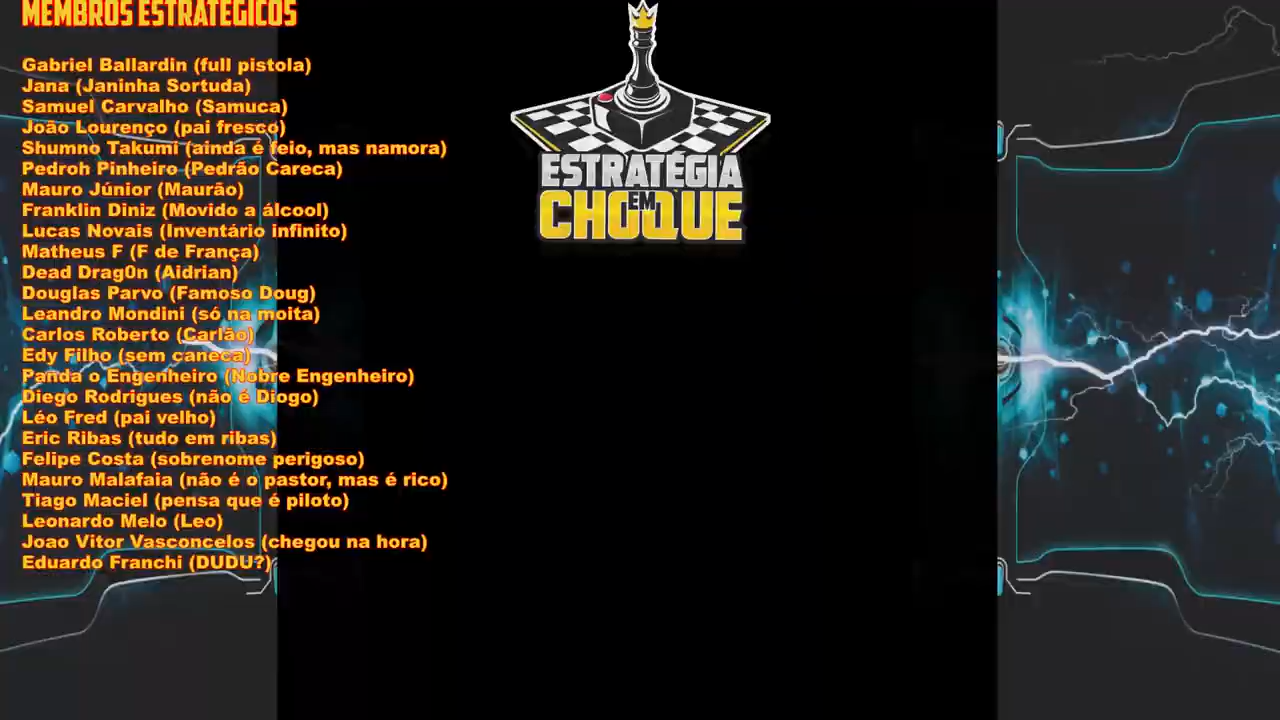 MEMBROS ESTRATÉGICOS
Gabriel Ballardin (full pistola)
Jana (Janinha Sortuda)
Samuel Carvalho (Samuca)
João Lourenço (pai fresco)
Shumno Takumi (ainda é feio, mas namora)
Pedroh Pinheiro (Pedrão Careca)
Mauro Júnior (Maurão)
Franklin Diniz (Movido a álcool)
Lucas Novais (Inventário infinito)
Matheus F (F de França)
Dead Drag0n (Aidrian)
Douglas Parvo (Famoso Doug)
Leandro Mondini (só na moita)
Carlos Roberto (Carlão)
Edy Filho (sem caneca)
Panda o Engenheiro (Nobre Engenheiro)
Diego Rodrigues (não é Diogo)
Léo Fred (pai velho)
Eric Ribas (tudo em ribas)
Felipe Costa (sobrenome perigoso)
Mauro Malafaia (não é o pastor, mas é rico)
Tiago Maciel (pensa que é piloto)
Leonardo Melo (Leo)
Joao Vitor Vasconcelos (chegou na hora)
Eduardo Franchi (DUDU?)
ESTRATÉGIA
EM
CHOQUE